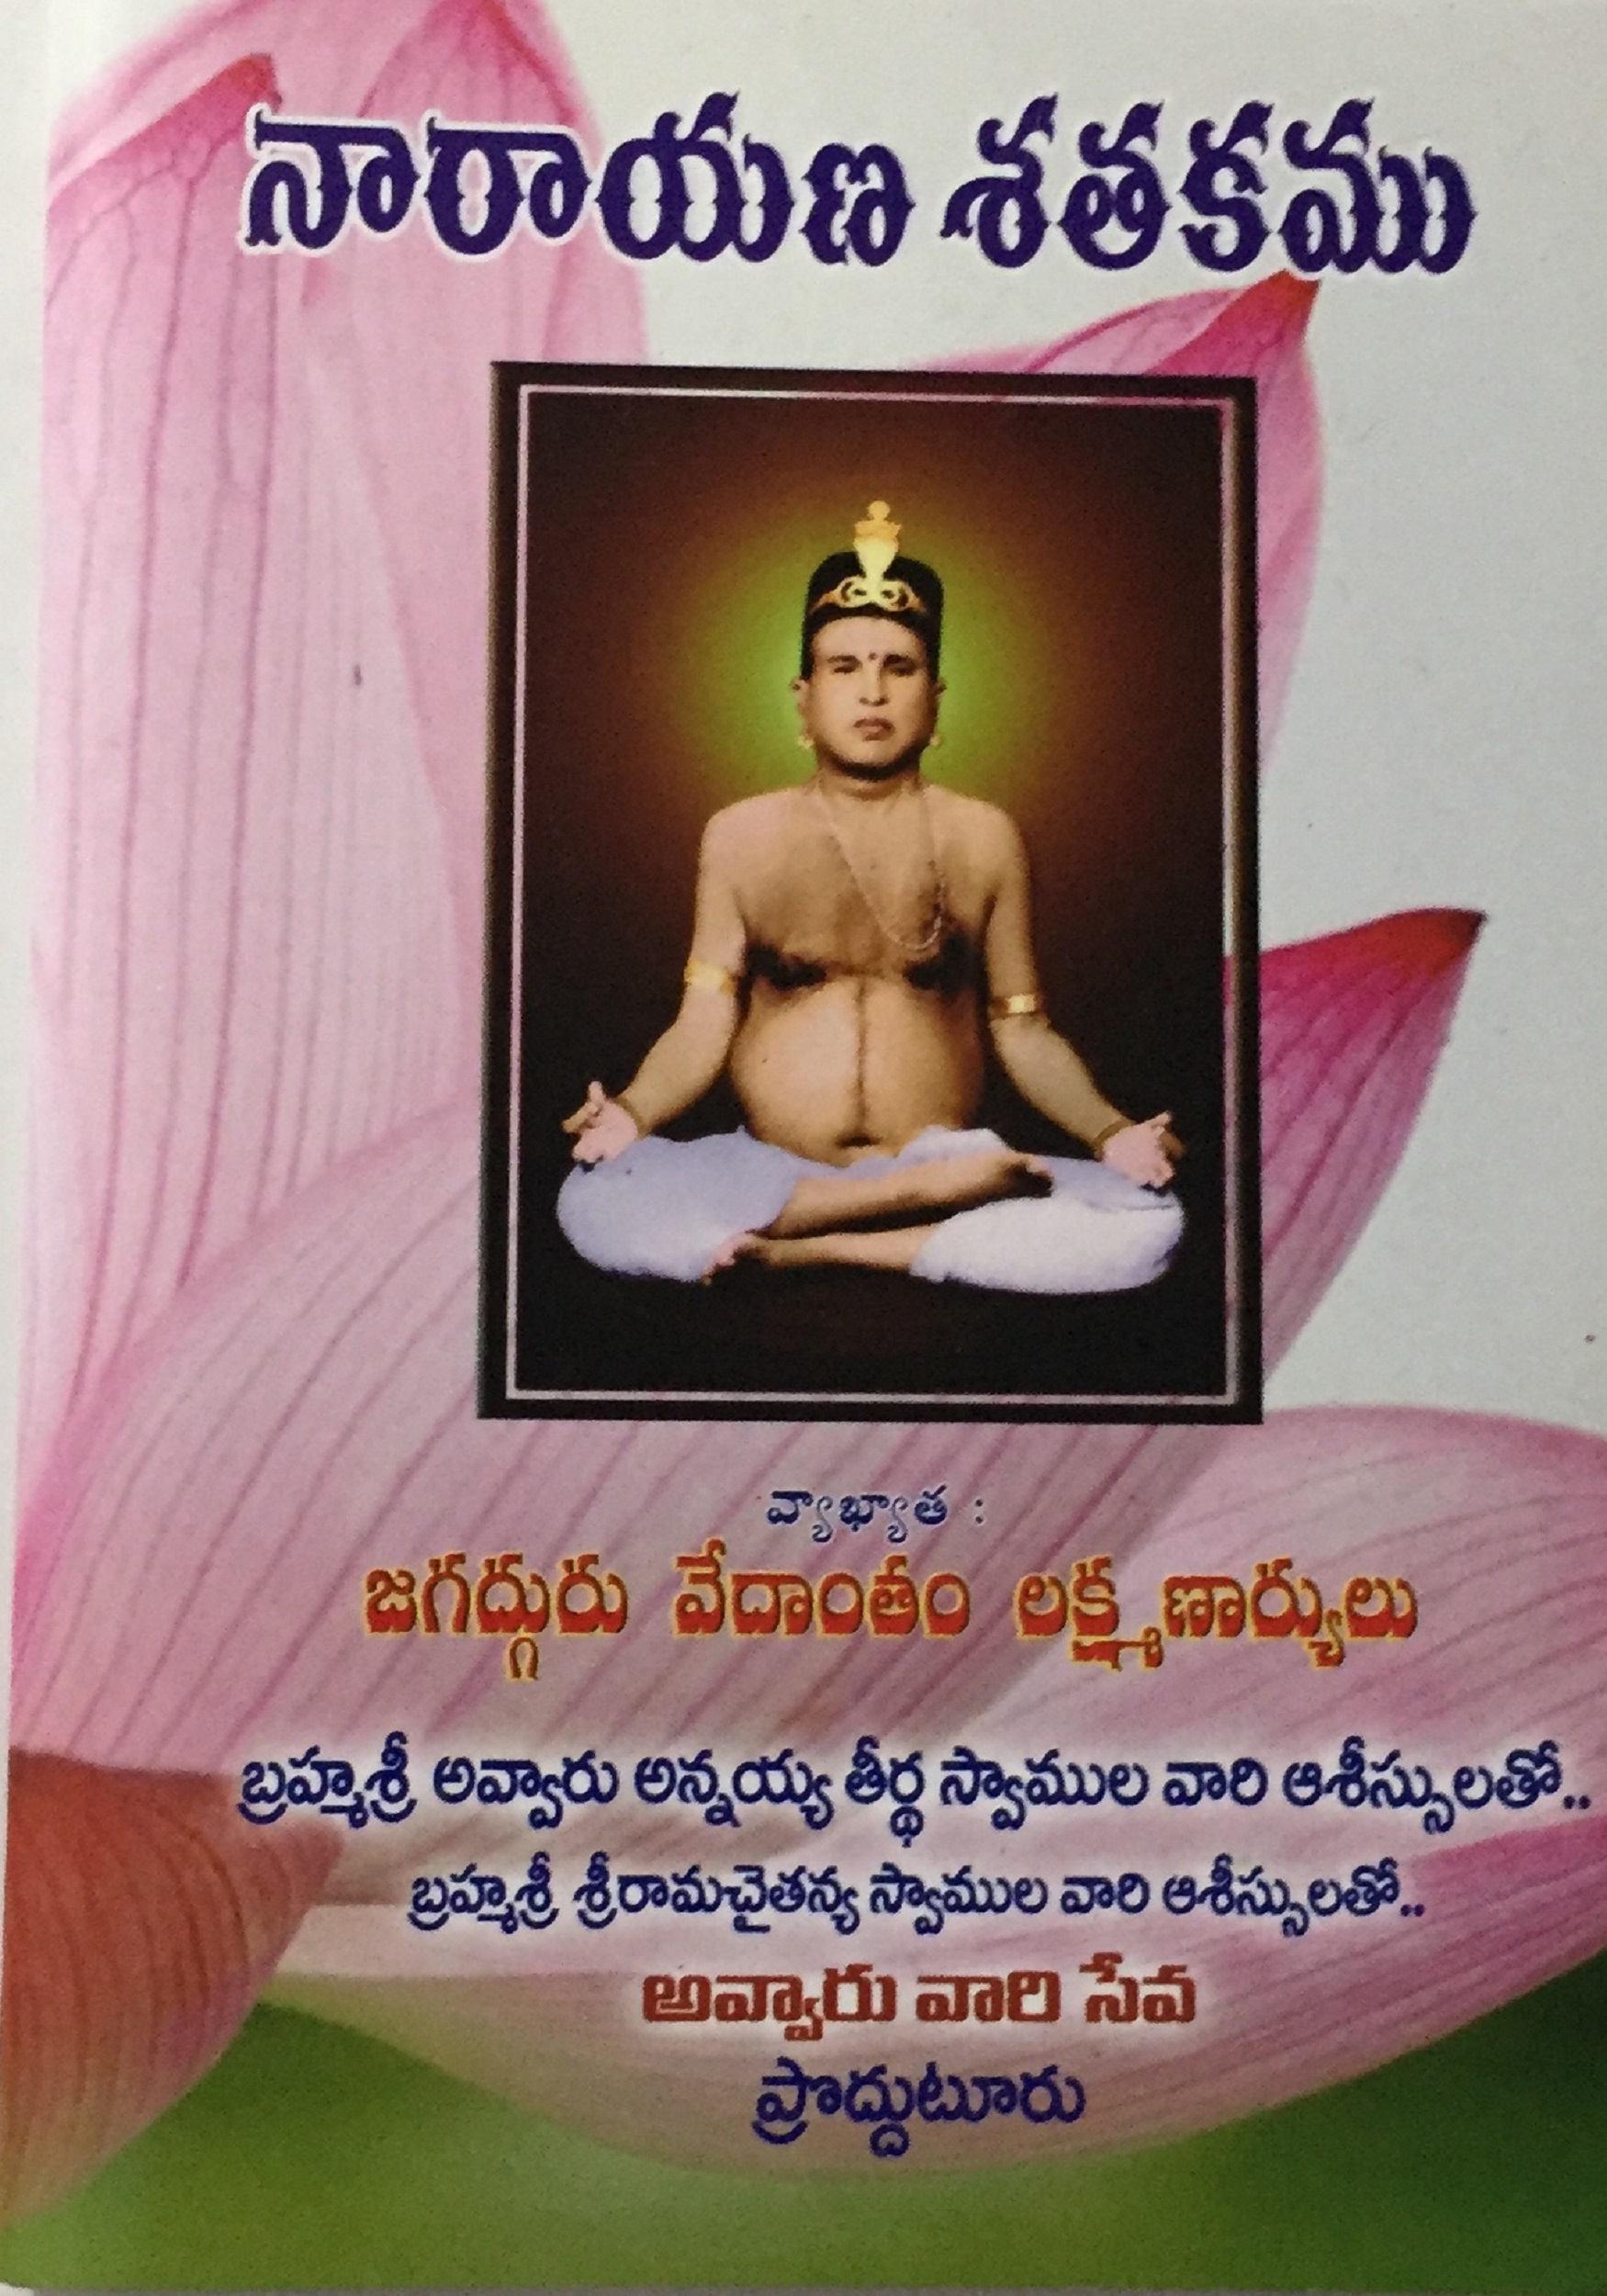 నారాయణ శతకము
వ్యాఖ్యాత :
జగద్గురు వేదాంతం లక్ష్మణార్యులు
బ్రహ్మశ్రీ అవ్వారు అన్నయ్య తీర్థ స్వాముల వారి ఆశీస్సులతో..
బ్రహ్మశ్రీ శ్రీరామచైతన్య స్వాముల వారి ఆశీస్సులతో..
అవ్వారు వారి సేవ
ప్రొద్దుటూరు